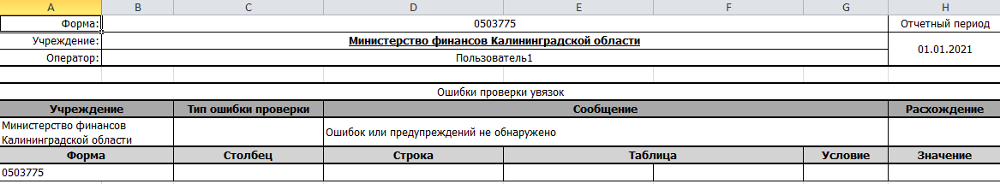 A B C D E F G H
Форма: 0503775 Отчетный период
Учреждение: Министерство финансов Калининградской области 01.01.2021
Оператор: Пользователь1
Ошибки проверки увязок
Учреждение Тип ошибки проверки Сообщение Расхождение
Министерство финансов
Калининградской области Ошибок или предупреждений не обнаружено
Форма Столбец Строка Таблица Условие Значение
0503775